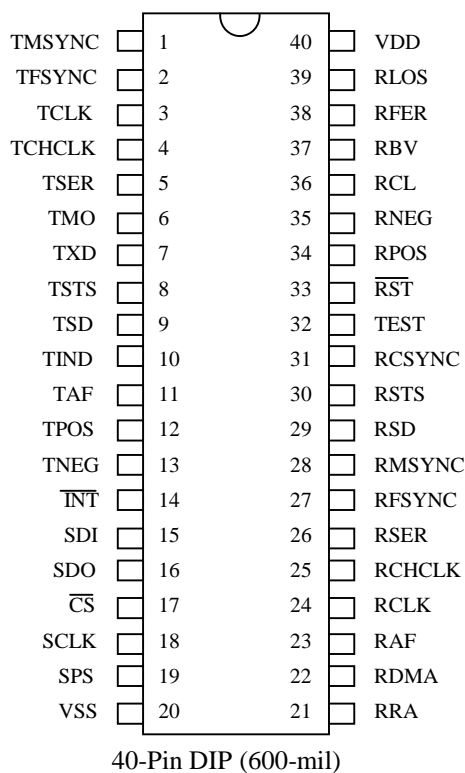 TMSYNC 1 40 VDD
TFSYNC 2 39 RLOS
TCLK 3 38 RFER
TCHCLK 4 37 RBV
TSER 5 36 RCL
TMO 6 35 RNEG
TXD 7 34 RPOS
TSTS 8 33 R̅S̅T̅
TSD 9 32 TEST
TIND 10 31 RCSYNC
TAF 11 30 RSTS
TPOS 12 29 RSD
TNEG 13 28 RMSYNC
I̅N̅T̅ 14 27 RFSYNC
SDI 15 26 RSER
SDO 16 25 RCHCLK
C̅S̅ 17 24 RCLK
SCLK 18 23 RAF
SPS 19 22 RDMA
VSS 20 21 RRA
40-Pin DIP (600-mil)